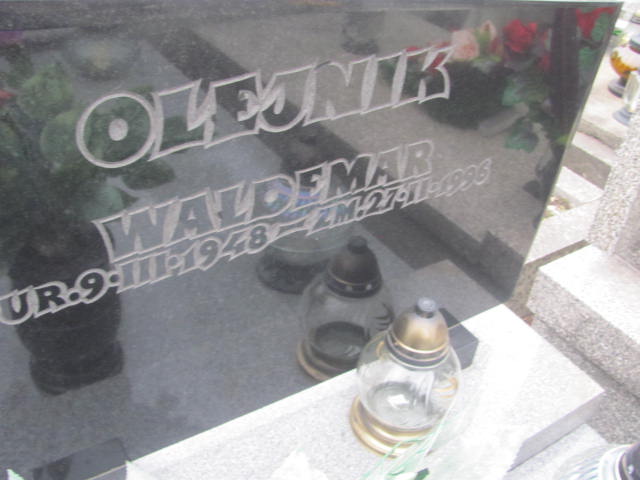 OLEJNIK
WALDEMAR
UR.9.III.1948 — ZM.27.II.1996